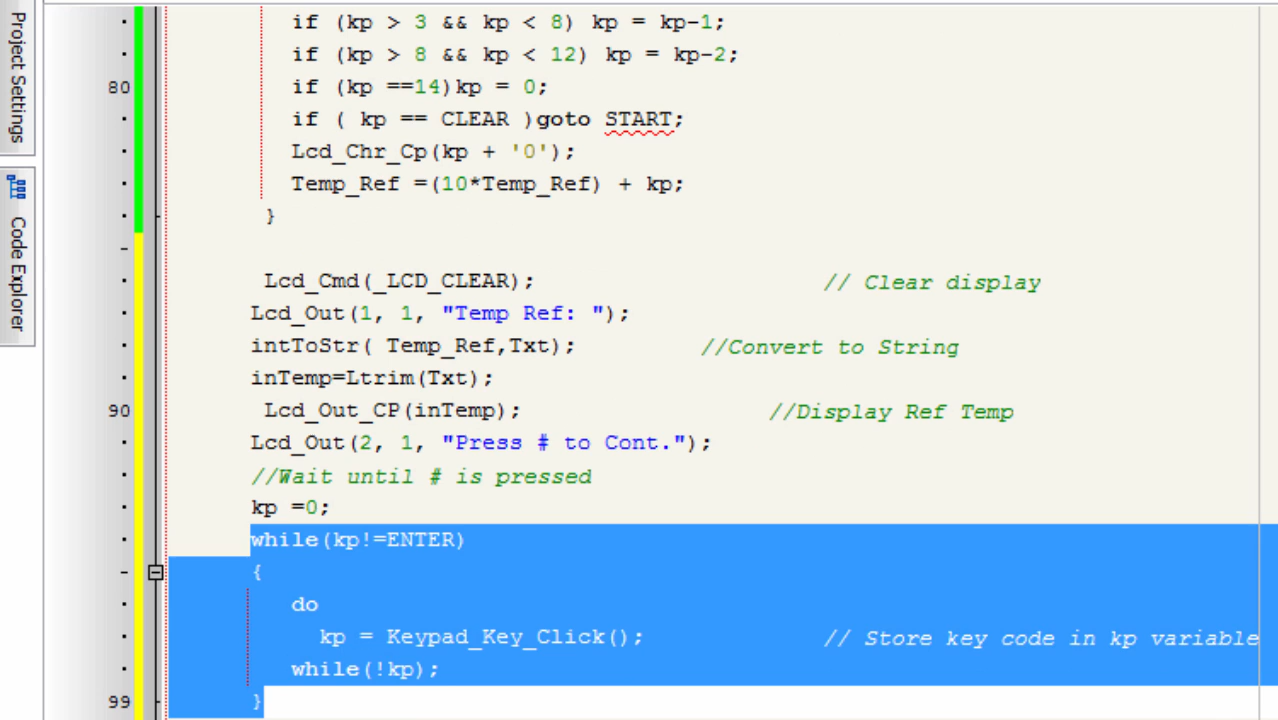 Project Settings
Code Explorer
if (kp > 3 && kp < 8) kp = kp-1;
if (kp > 8 && kp < 12) kp = kp-2;
80 if (kp ==14)kp = 0;
if ( kp == CLEAR )goto START;
Lcd_Chr_Cp(kp + '0');
Temp_Ref =(10*Temp_Ref) + kp;
}
Lcd_Cmd(_LCD_CLEAR); // Clear display
Lcd_Out(1, 1, "Temp Ref: ");
intToStr( Temp_Ref,Txt); //Convert to String
inTemp=Ltrim(Txt);
90 Lcd_Out_CP(inTemp); //Display Ref Temp
Lcd_Out(2, 1, "Press # to Cont.");
//Wait until # is pressed
kp =0;
while(kp!=ENTER)
{
do
kp = Keypad_Key_Click(); // Store key code in kp variable
while(!kp);
99 }